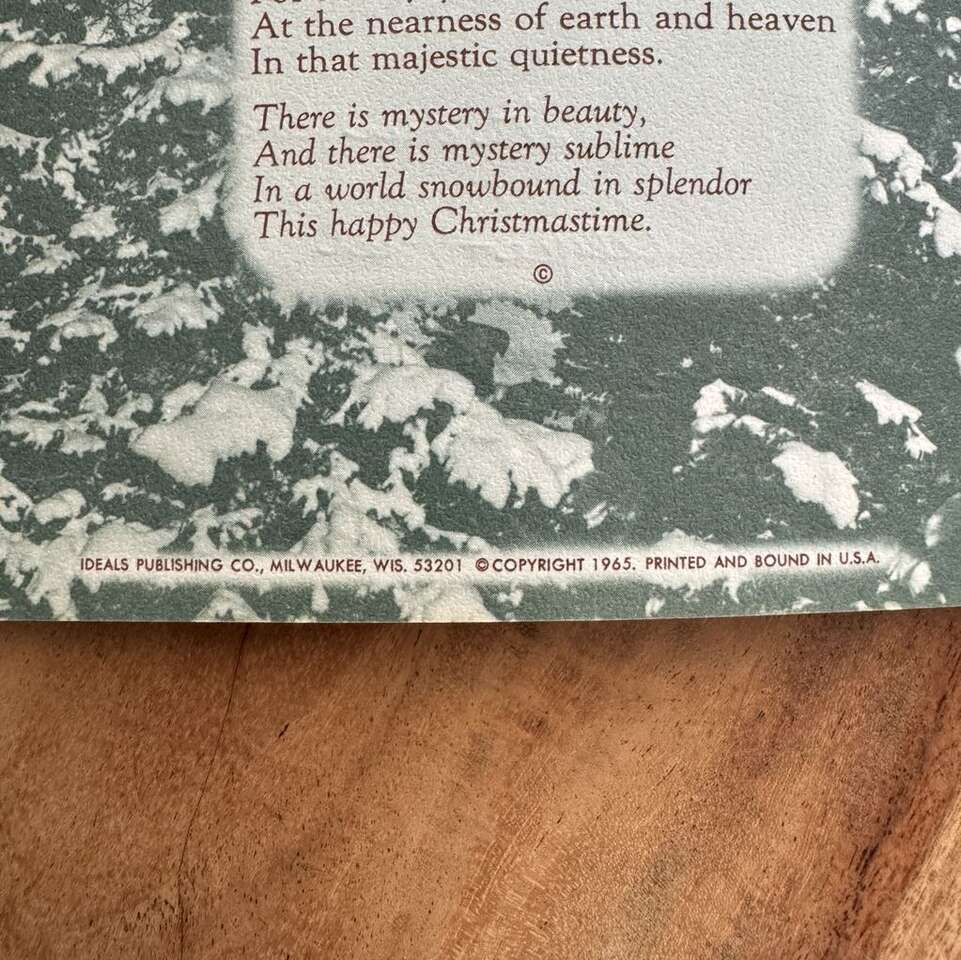 At the nearness of earth and heaven
In that majestic quietness.
There is mystery in beauty,
And there is mystery sublime
In a world snowbound in splendor
This happy Christmastime.
©
IDEALS PUBLISHING CO., MILWAUKEE, WIS. 53201 © COPYRIGHT 1965. PRINTED AND BOUND IN U.S.A.